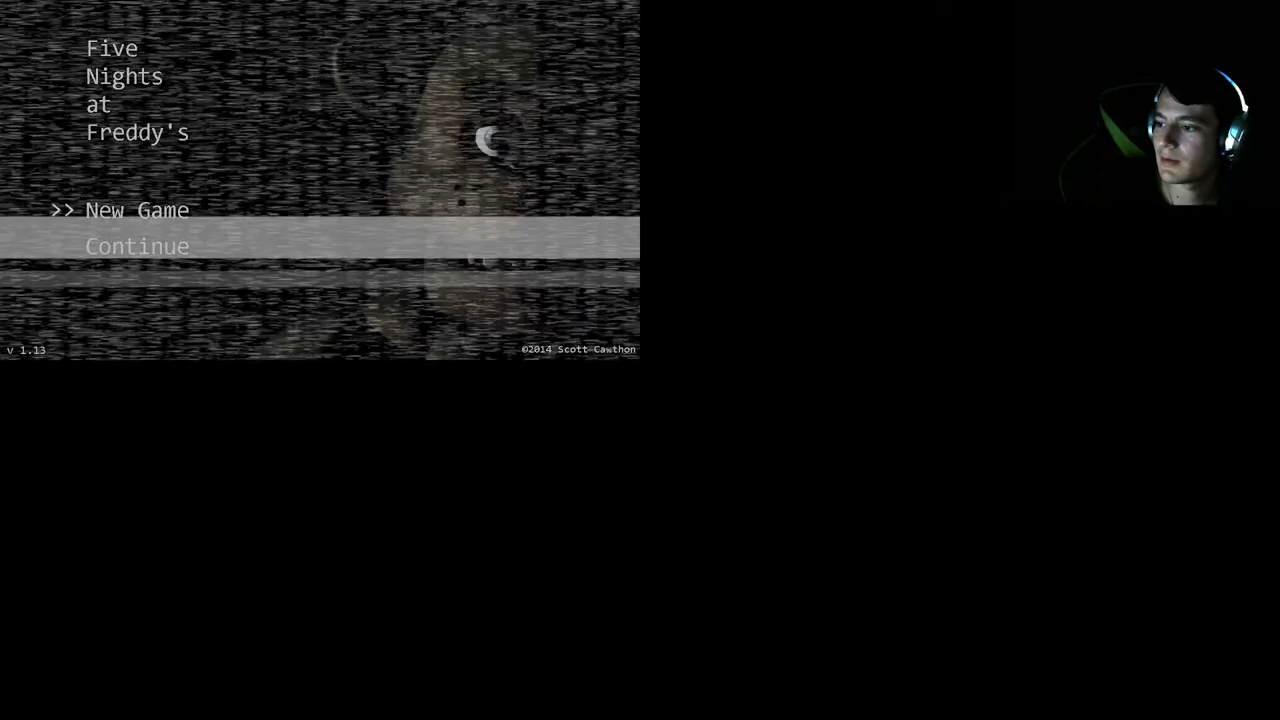 Five
Nights
at
Freddy's
>> New Game
Continue
v 1.13
©2014 Scott Cawthon